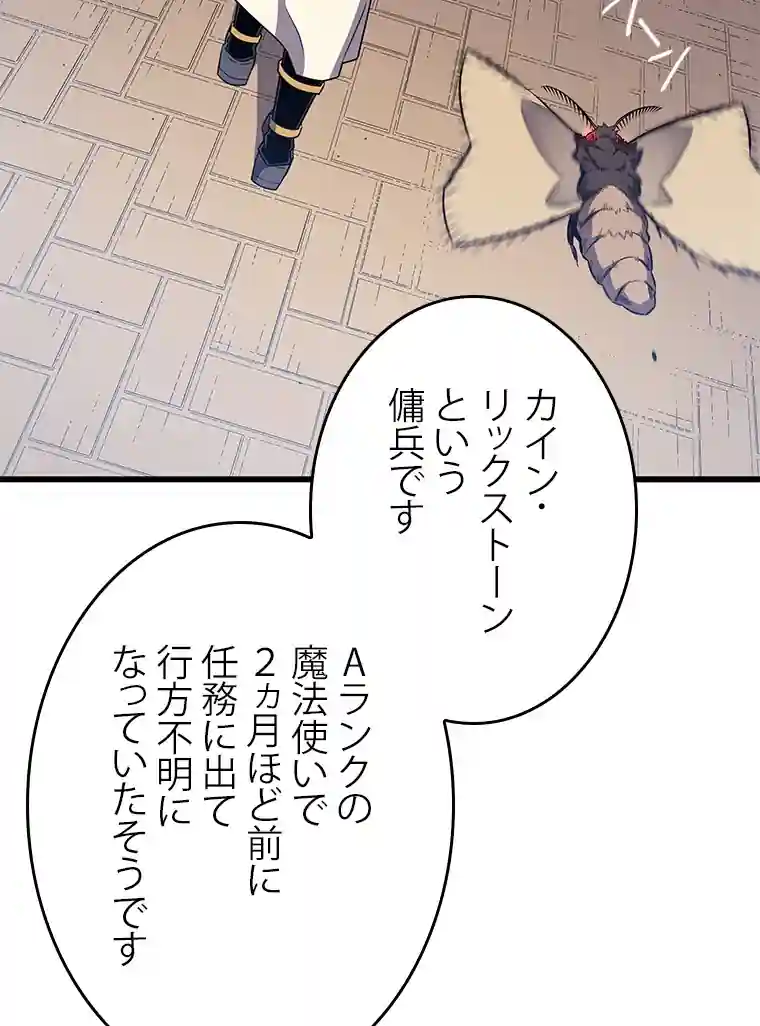 カイン・
リックストーン
という
傭兵です
Aランクの
魔法使いで
2ヵ月ほど前に
任務に出て
行方不明に
なっていたそうです